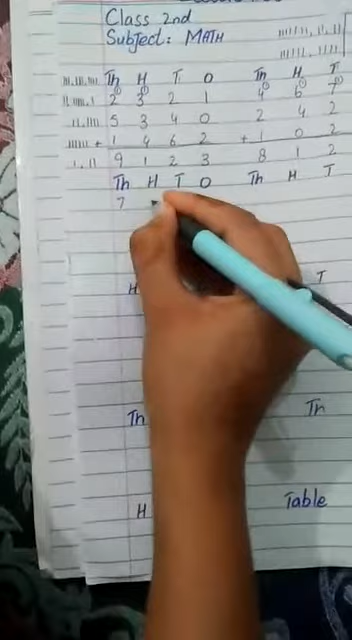 Class 2nd
Subject: MATH
Th H T O Th H T
2 3 2 1 4 6 7
5 3 4 0 2 4 2
+ 1 4 6 2 + 1 0 2
9 1 2 3 8 1 2
Th H T O Th H T
7
H T
Th Th
H Table